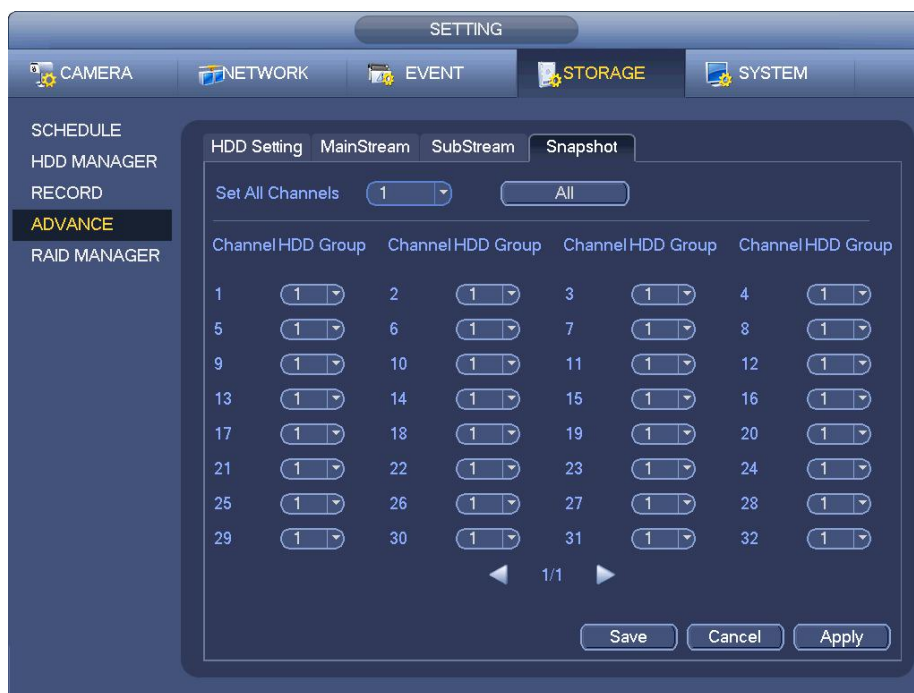 SETTING
CAMERA NETWORK EVENT STORAGE SYSTEM
SCHEDULE
HDD MANAGER
RECORD
ADVANCE
RAID MANAGER
HDD Setting MainStream SubStream Snapshot
Set All Channels 1 All
Channel HDD Group Channel HDD Group Channel HDD Group Channel HDD Group
1 1 2 1 3 1 4 1
5 1 6 1 7 1 8 1
9 1 10 1 11 1 12 1
13 1 14 1 15 1 16 1
17 1 18 1 19 1 20 1
21 1 22 1 23 1 24 1
25 1 26 1 27 1 28 1
29 1 30 1 31 1 32 1
1/1
Save Cancel Apply